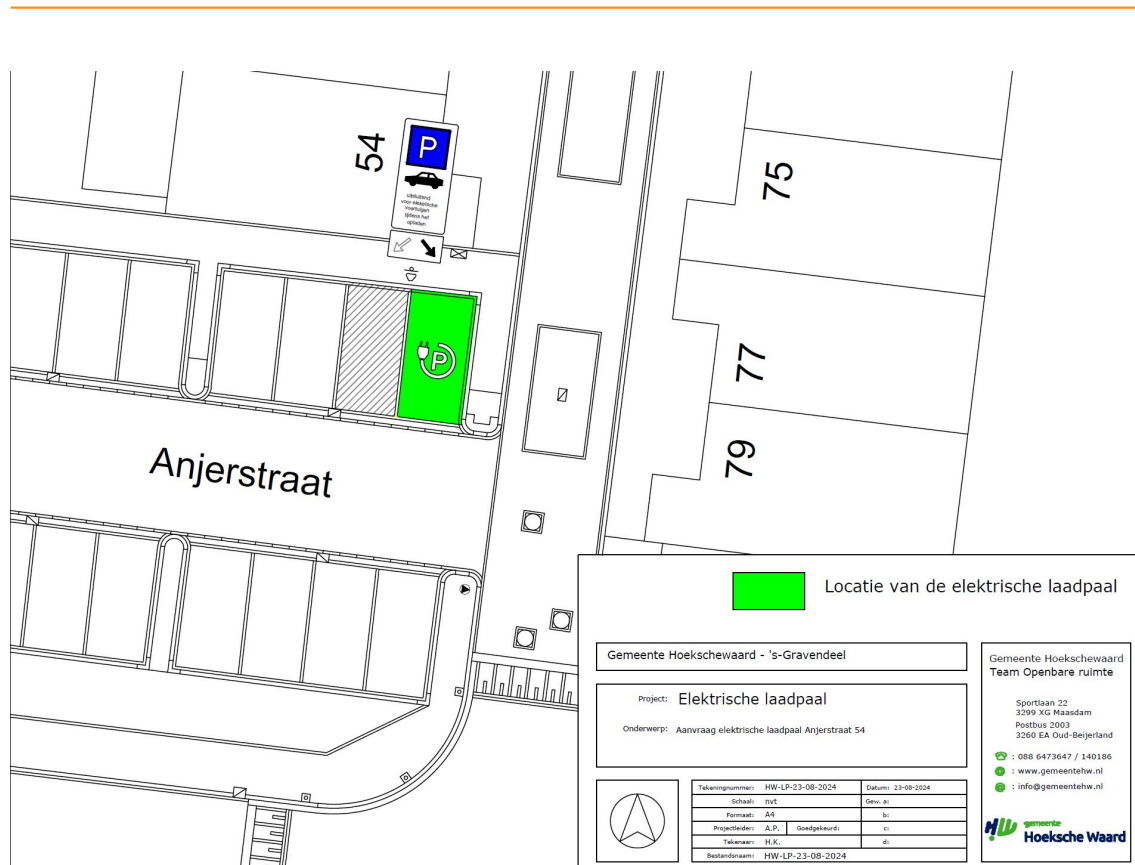 54
P
uitsluitend
voor elektrische
voertuigen
tijdens het
opladen
75
77
79
P
Anjerstraat
Locatie van de elektrische laadpaal
Gemeente Hoekschewaard - 's-Gravendeel
Project: Elektrische laadpaal
Onderwerp: Aanvraag elektrische laadpaal Anjerstraat 54
Gemeente Hoekschewaard
Team Openbare ruimte
Sportlaan 22
3299 XG Maasdam
Postbus 2003
3260 EA Oud-Beijerland
: 088 6473647 / 140186
: www.gemeentehw.nl
: info@gemeentehw.nl
gemeente
Hoeksche Waard
Tekeningnummer: HW-LP-23-08-2024 Datum: 23-08-2024
Schaal: nvt Gew. a:
Formaat: A4 b:
Projectleider: A.P. Goedgekeurd: c:
Tekenaar: H.K. d:
Bestandsnaam: HW-LP-23-08-2024